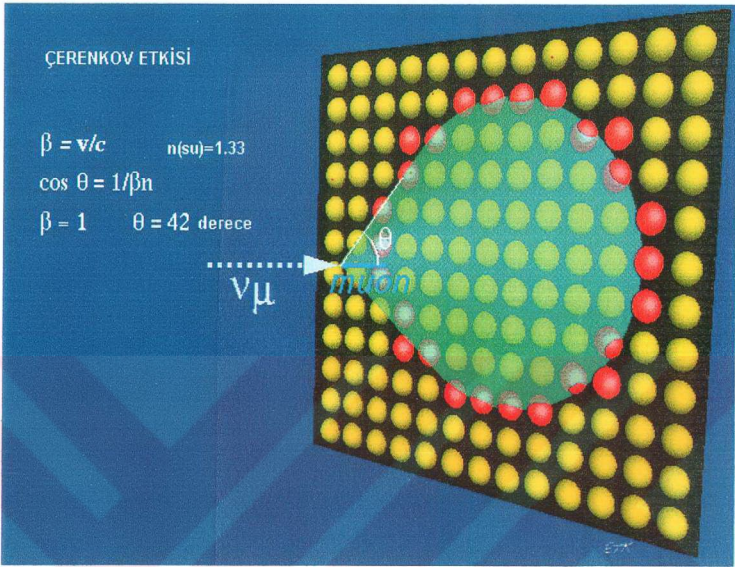 ÇERENKOV ETKİSİ
β = v/c n(su)=1.33
cos θ = 1/βn
β = 1 θ = 42 derece
θ
muon
νμ